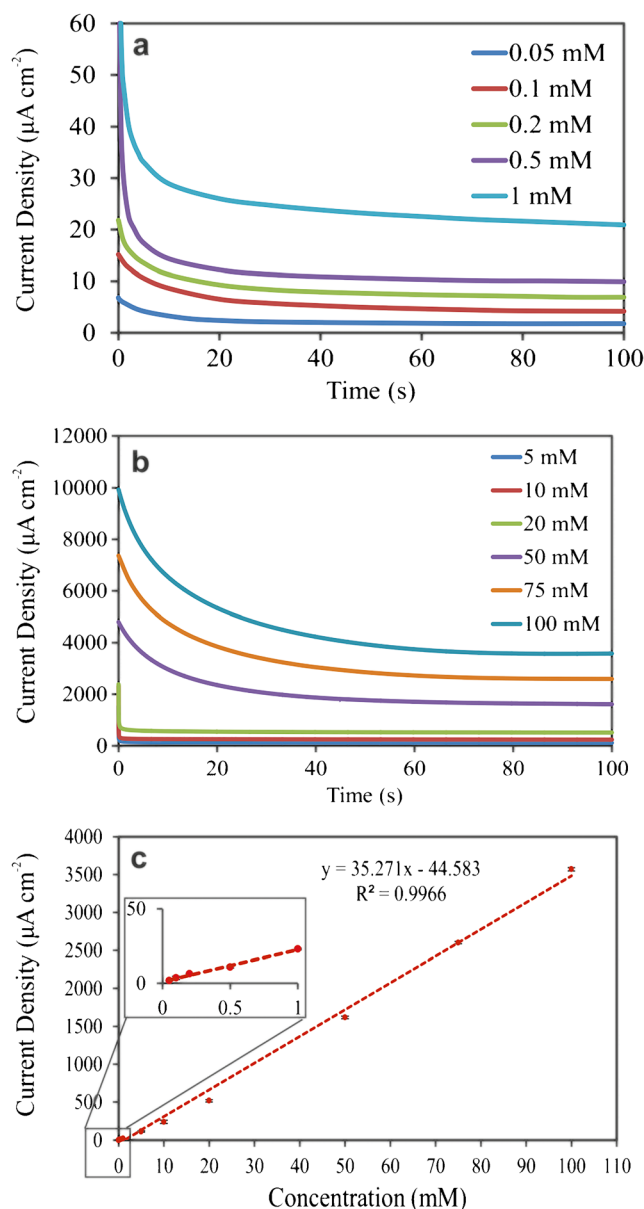 a
60
50
40
30
20
10
0
Current Density (µA cm-2)
0.05 mM
0.1 mM
0.2 mM
0.5 mM
1 mM
0 20 40 60 80 100
Time (s)
b
12000
10000
8000
6000
4000
2000
0
Current Density (µA cm-2)
5 mM
10 mM
20 mM
50 mM
75 mM
100 mM
0 20 40 60 80 100
Time (s)
c
4000
3500
3000
2500
2000
1500
1000
500
0
Current Density (µA cm-2)
y = 35.271x - 44.583
R² = 0.9966
50
0
0 0.5 1
0 10 20 30 40 50 60 70 80 90 100 110
Concentration (mM)